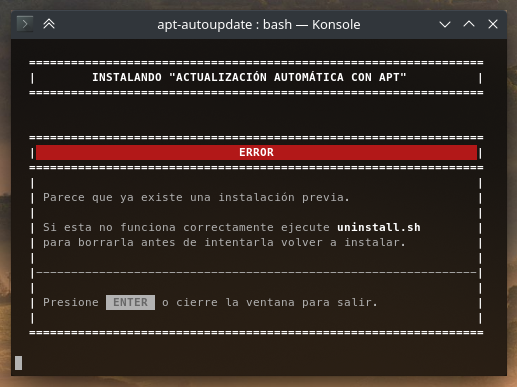 apt-autoupdate : bash — Konsole
INSTALANDO "ACTUALIZACIÓN AUTOMÁTICA CON APT"
ERROR
Parece que ya existe una instalación previa.
Si esta no funciona correctamente ejecute uninstall.sh
para borrarla antes de intentarla volver a instalar.
Presione ENTER o cierre la ventana para salir.